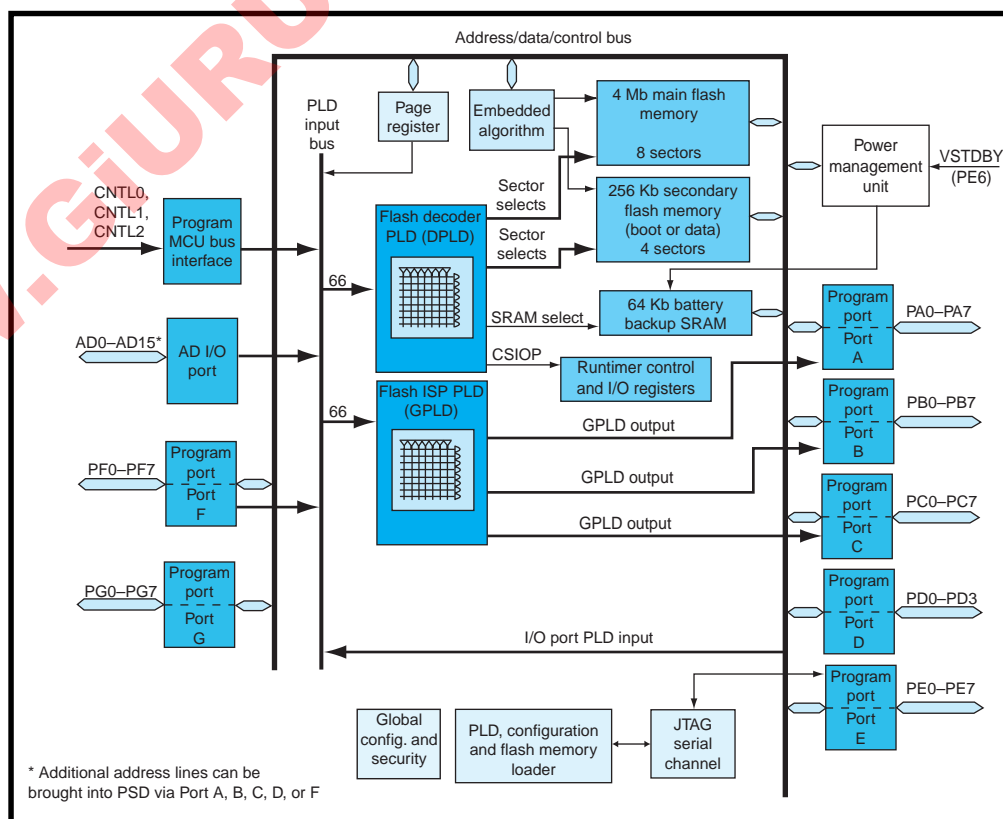 Address/data/control bus
PLD
input
bus
Page
register
Embedded
algorithm
4 Mb main flash
memory
8 sectors
Power
management
unit
VSTDBY
(PE6)
CNTL0,
CNTL1,
CNTL2
Program
MCU bus
interface
Sector
selects
Flash decoder
PLD (DPLD)
Sector
selects
256 Kb secondary
flash memory
(boot or data)
4 sectors
66
SRAM select
64 Kb battery
backup SRAM
Program
port
Port
A
PA0–PA7
AD0–AD15*
AD I/O
port
CSIOP
Runtimer control
and I/O registers
Flash ISP PLD
(GPLD)
66
GPLD output
Program
port
Port
B
PB0–PB7
PF0–PF7
Program
port
Port
F
GPLD output
GPLD output
Program
port
Port
C
PC0–PC7
PG0–PG7
Program
port
Port
G
Program
port
Port
D
PD0–PD3
I/O port PLD input
Program
port
Port
E
PE0–PE7
Global
config. and
security
PLD, configuration
and flash memory
loader
JTAG
serial
channel
* Additional address lines can be
brought into PSD via Port A, B, C, D, or F